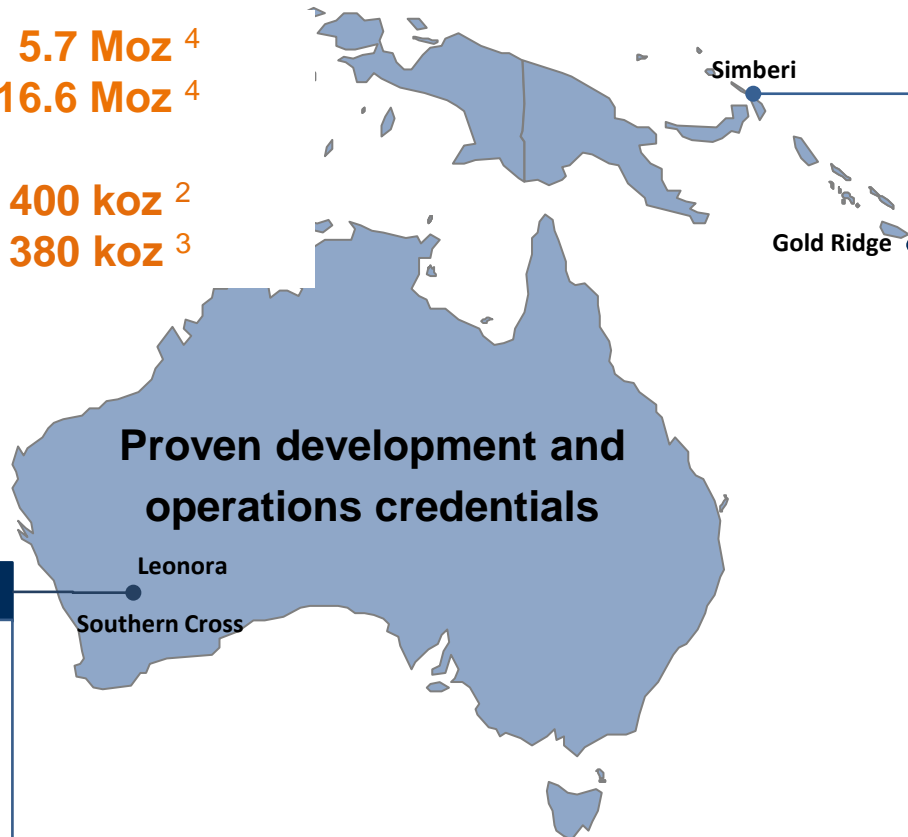 5.7 Moz 4
16.6 Moz 4
400 koz 2
380 koz 3
Simberi
Gold Ridge
Proven development and
operations credentials
Leonora
Southern Cross